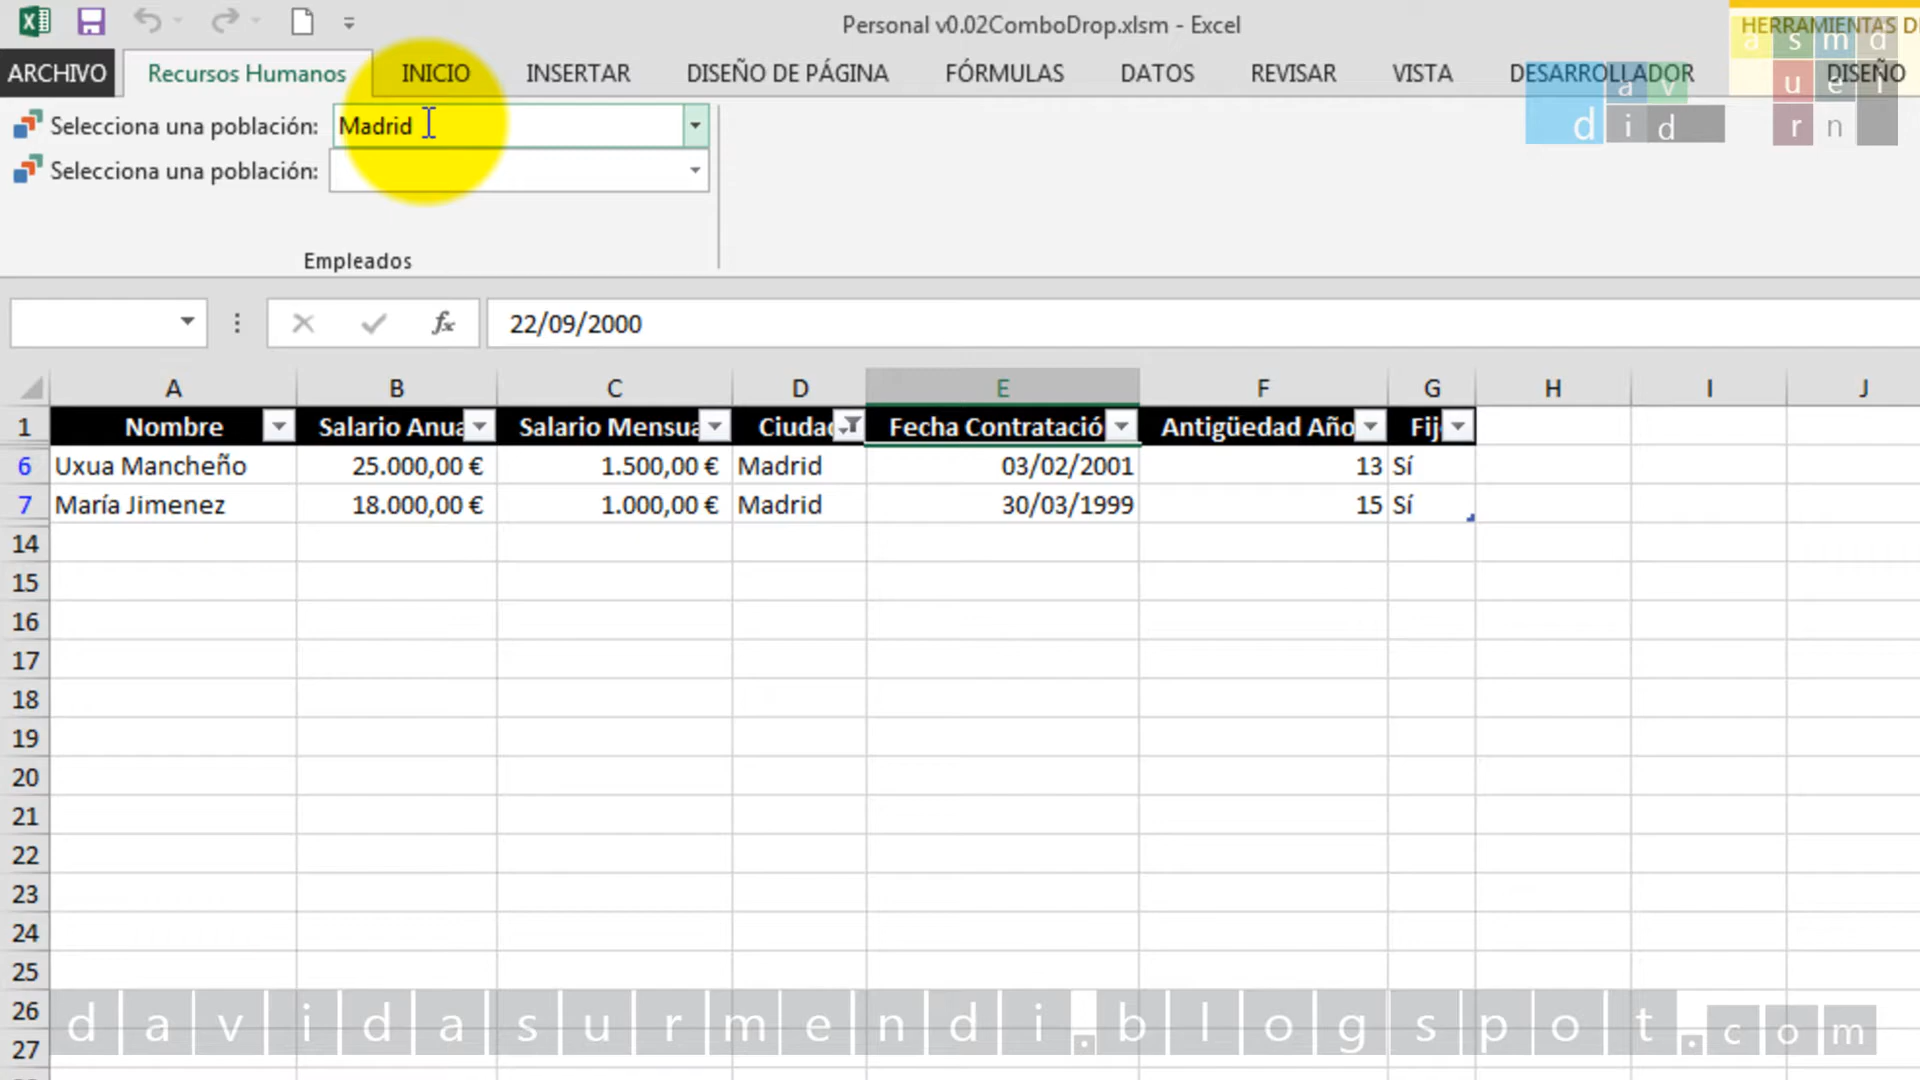 Personal v0.02ComboDrop.xlsm - Excel
HERRAMIENTAS D
ARCHIVO Recursos Humanos INICIO INSERTAR DISEÑO DE PÁGINA FÓRMULAS DATOS REVISAR VISTA DESARROLLADOR DISEÑO
david asurmendi
Selecciona una población: Madrid
Selecciona una población:
Empleados
fx 22/09/2000
A B C D E F G H I J
1 Nombre Salario Anua Salario Mensua Ciudad Fecha Contratació Antigüedad Año Fij
6 Uxua Mancheño 25.000,00 € 1.500,00 € Madrid 03/02/2001 13 Sí
7 María Jimenez 18.000,00 € 1.000,00 € Madrid 30/03/1999 15 Sí
14
15
16
17
18
19
20
21
22
23
24
25
26
27
davidasurmendi.blogspot.com